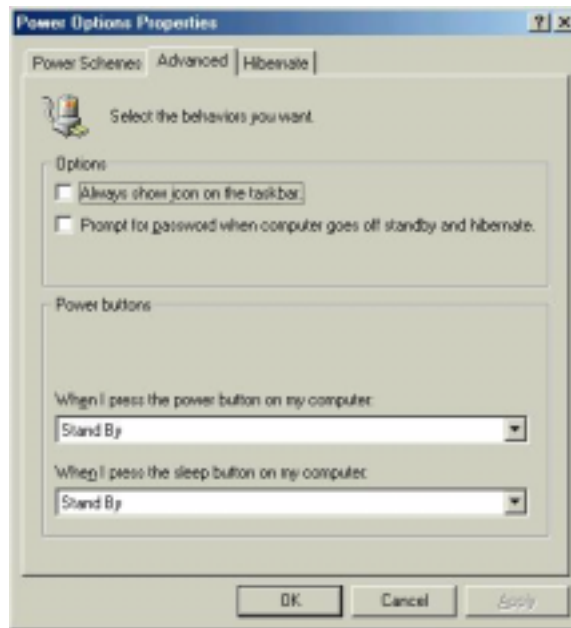 Power Options Properties
Power Schemes
Advanced
Hibernate
Select the behaviors you want.
Options
Always show icon on the taskbar.
Prompt for password when computer goes off standby and hibernate.
Power buttons
When I press the power button on my computer:
Stand By
When I press the sleep button on my computer:
Stand By
OK
Cancel
Apply